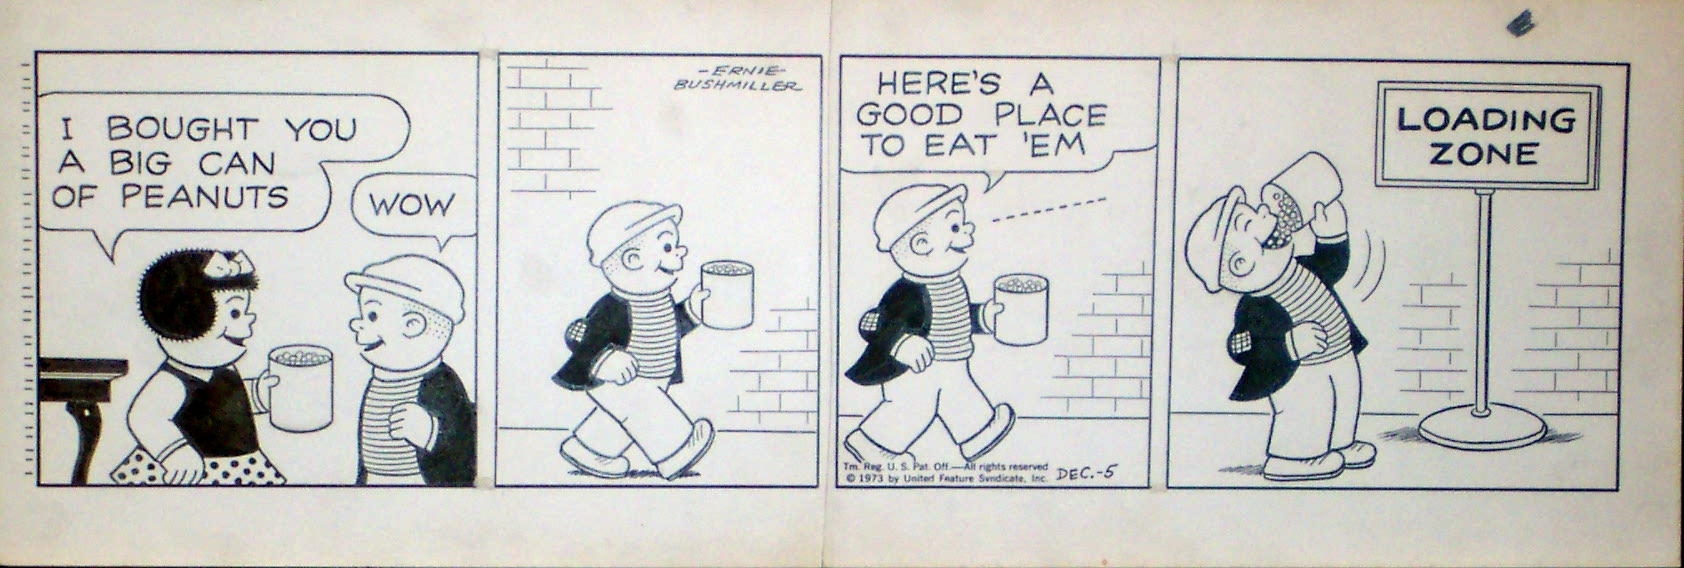 I BOUGHT YOU
A BIG CAN
OF PEANUTS
WOW
-ERNIE-
BUSHMILLER
HERE'S A
GOOD PLACE
TO EAT 'EM
Tm. Reg. U. S. Pat. Off.—All rights reserved
© 1973 by United Feature Syndicate, Inc.
DEC.-5
LOADING
ZONE